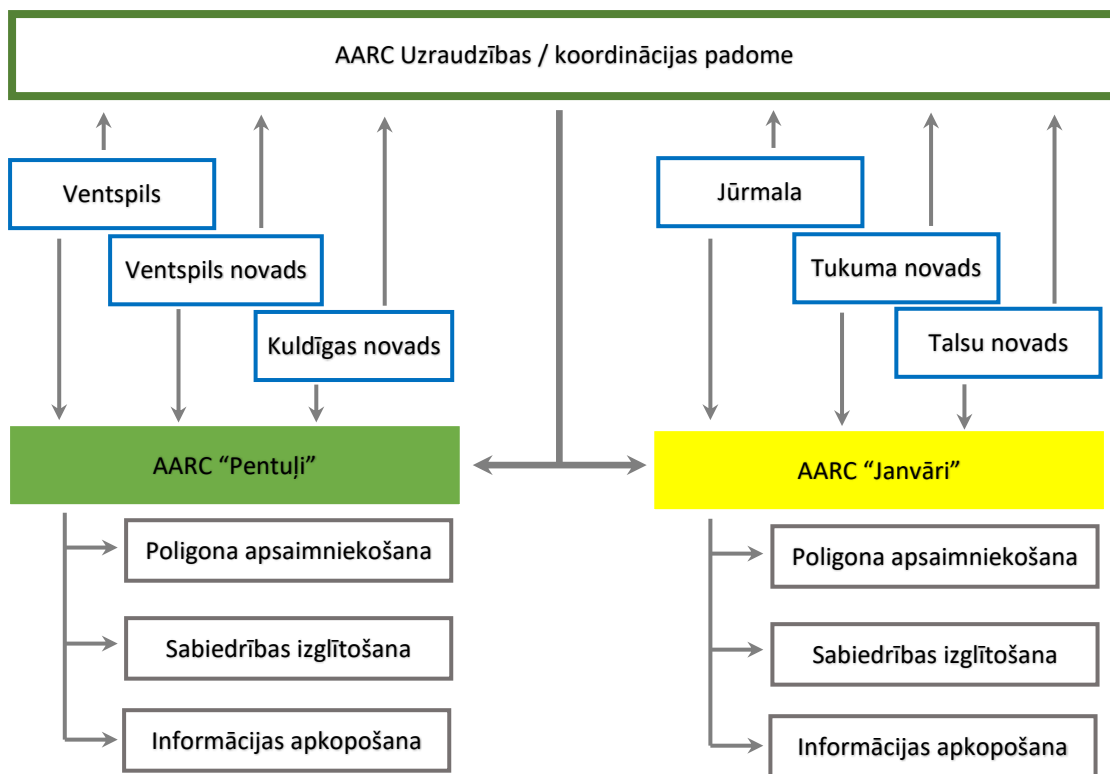 AARC Uzraudzības / koordinācijas padome
Ventspils
Ventspils novads
Kuldīgas novads
Jūrmala
Tukuma novads
Talsu novads
AARC “Pentuļi”
Poligona apsaimniekošana
Sabiedrības izglītošana
Informācijas apkopošana
AARC “Janvāri”
Poligona apsaimniekošana
Sabiedrības izglītošana
Informācijas apkopošana